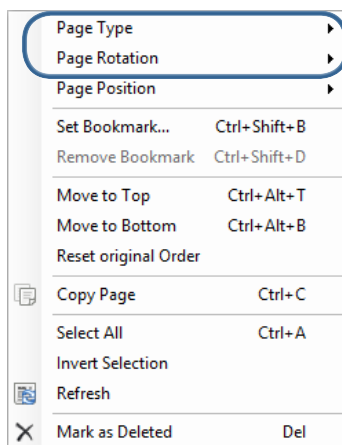 Page Type
Page Rotation
Page Position
Set Bookmark... Ctrl+Shift+B
Remove Bookmark Ctrl+Shift+D
Move to Top Ctrl+Alt+T
Move to Bottom Ctrl+Alt+B
Reset original Order
Copy Page Ctrl+C
Select All Ctrl+A
Invert Selection
Refresh
Mark as Deleted Del